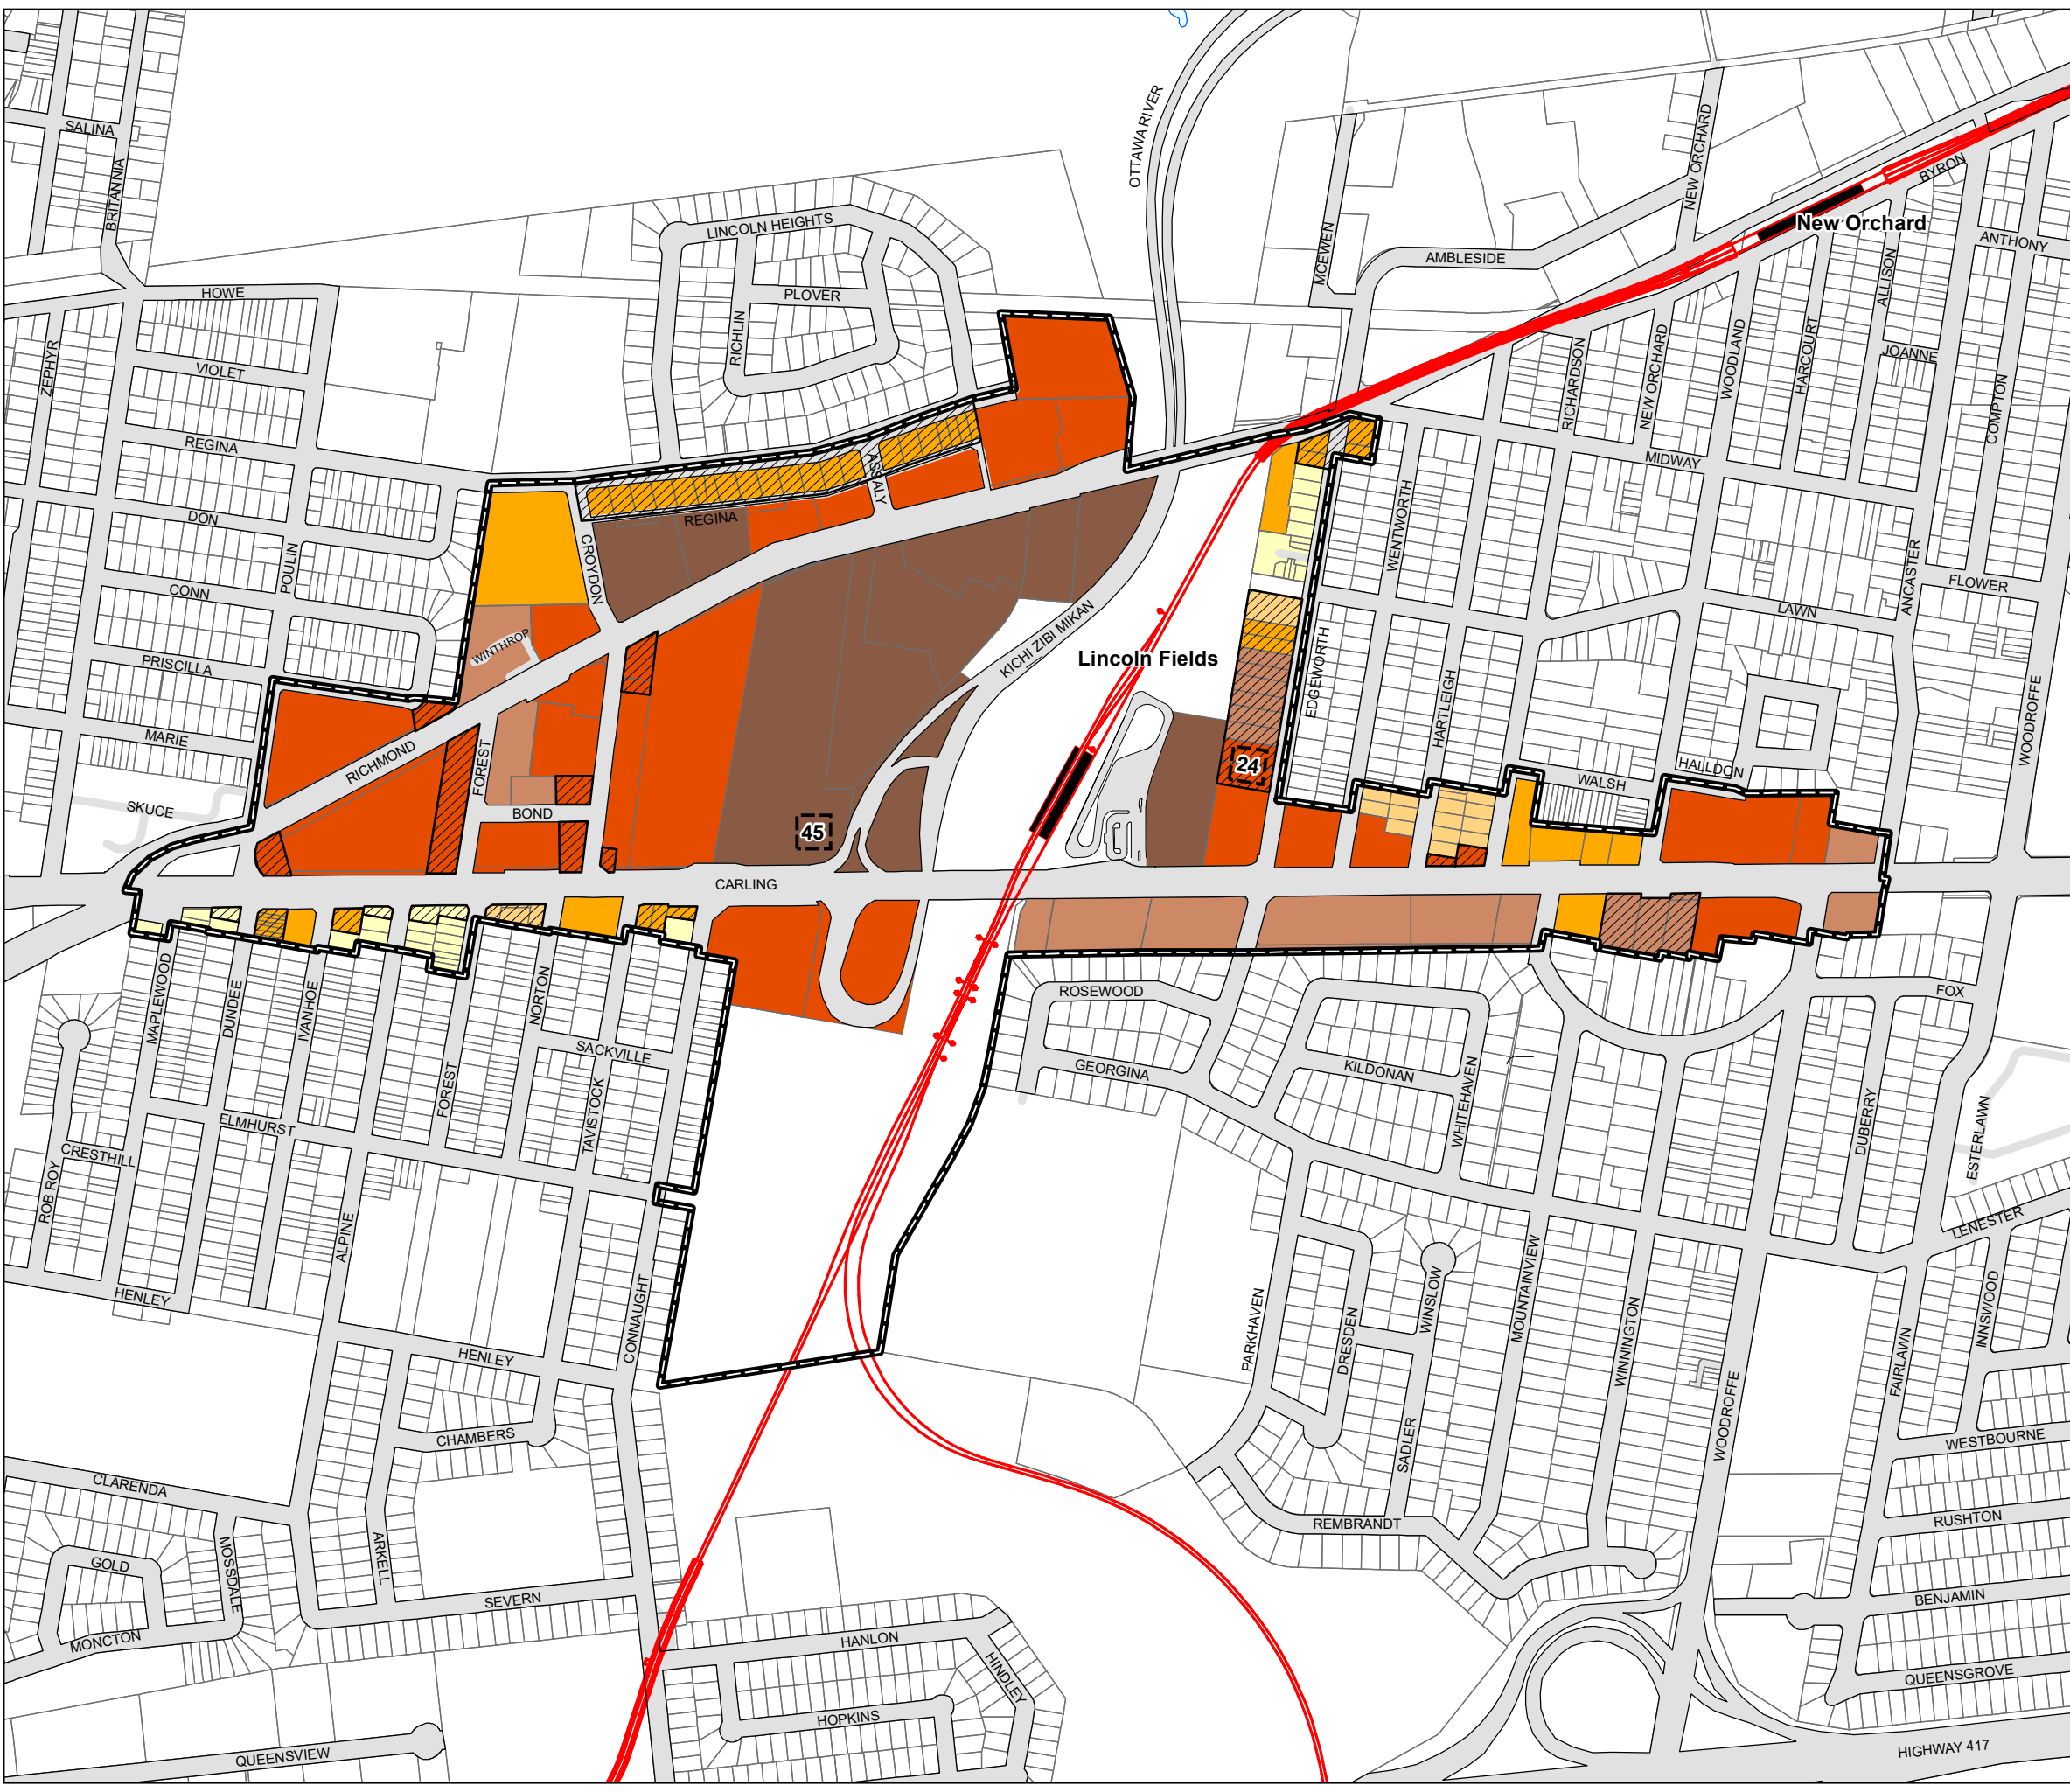 SALINA
BRITANNIA
OTTAWA RIVER
NEW ORCHARD
BYRON
New Orchard
LINCOLN HEIGHTS
MCEWEN
AMBLESIDE
ANTHONY
HOWE
PLOVER
RICHLIN
ALLISON
ZEPHYR
VIOLET
RICHARDSON
NEW ORCHARD
WOODLAND
HARCOURT
JOANNE
COMPTON
REGINA
ASSALY
MIDWAY
DON
REGINA
WENTWORTH
POULIN
CROYDON
CONN
ANCASTER
FLOWER
LAWN
WINTHROP
KICHI ZIBI MIKAN
Lincoln Fields
EDGEWORTH
PRISCILLA
HARTLEIGH
WOODROFFE
MARIE
RICHMOND
FOREST
24
HALLDON
WALSH
SKUCE
BOND
45
CARLING
MAPLEWOOD
DUNDEE
IVANHOE
NORTON
ROSEWOOD
FOX
SACKVILLE
GEORGINA
KILDONAN
FOREST
TAVISTOCK
WHITEHAVEN
DUBERRY
ESTERLAWN
ELMHURST
CRESTHILL
ROB ROY
ALPINE
LENESTER
HENLEY
CONNAUGHT
PARKHAVEN
DRESDEN
WINSLOW
MOUNTAINVIEW
WINNINGTON
INNSWOOD
FAIRLAWN
HENLEY
CHAMBERS
SADLER
WOODROFFE
WESTBOURNE
CLARENDA
REMBRANDT
RUSHTON
GOLD
MOSSDALE
ARKELL
SEVERN
BENJAMIN
MONCTON
HANLON
HINDLEY
QUEENSGROVE
HOPKINS
QUEENSVIEW
HIGHWAY 417